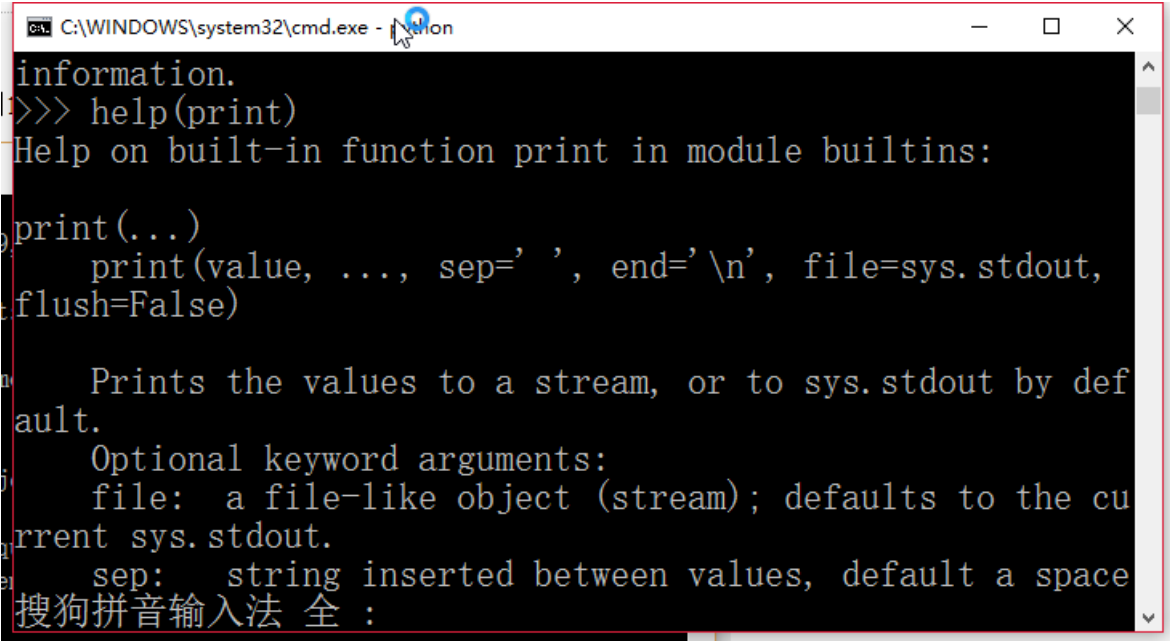 C:\WINDOWS\system32\cmd.exe - python
information.
>>> help(print)
Help on built-in function print in module builtins:
print(...)
print(value, ..., sep=' ', end='\n', file=sys.stdout,
flush=False)
Prints the values to a stream, or to sys.stdout by def
ault.
Optional keyword arguments:
file:  a file-like object (stream); defaults to the cu
rrent sys.stdout.
sep:   string inserted between values, default a space
搜狗拼音输入法 全 :